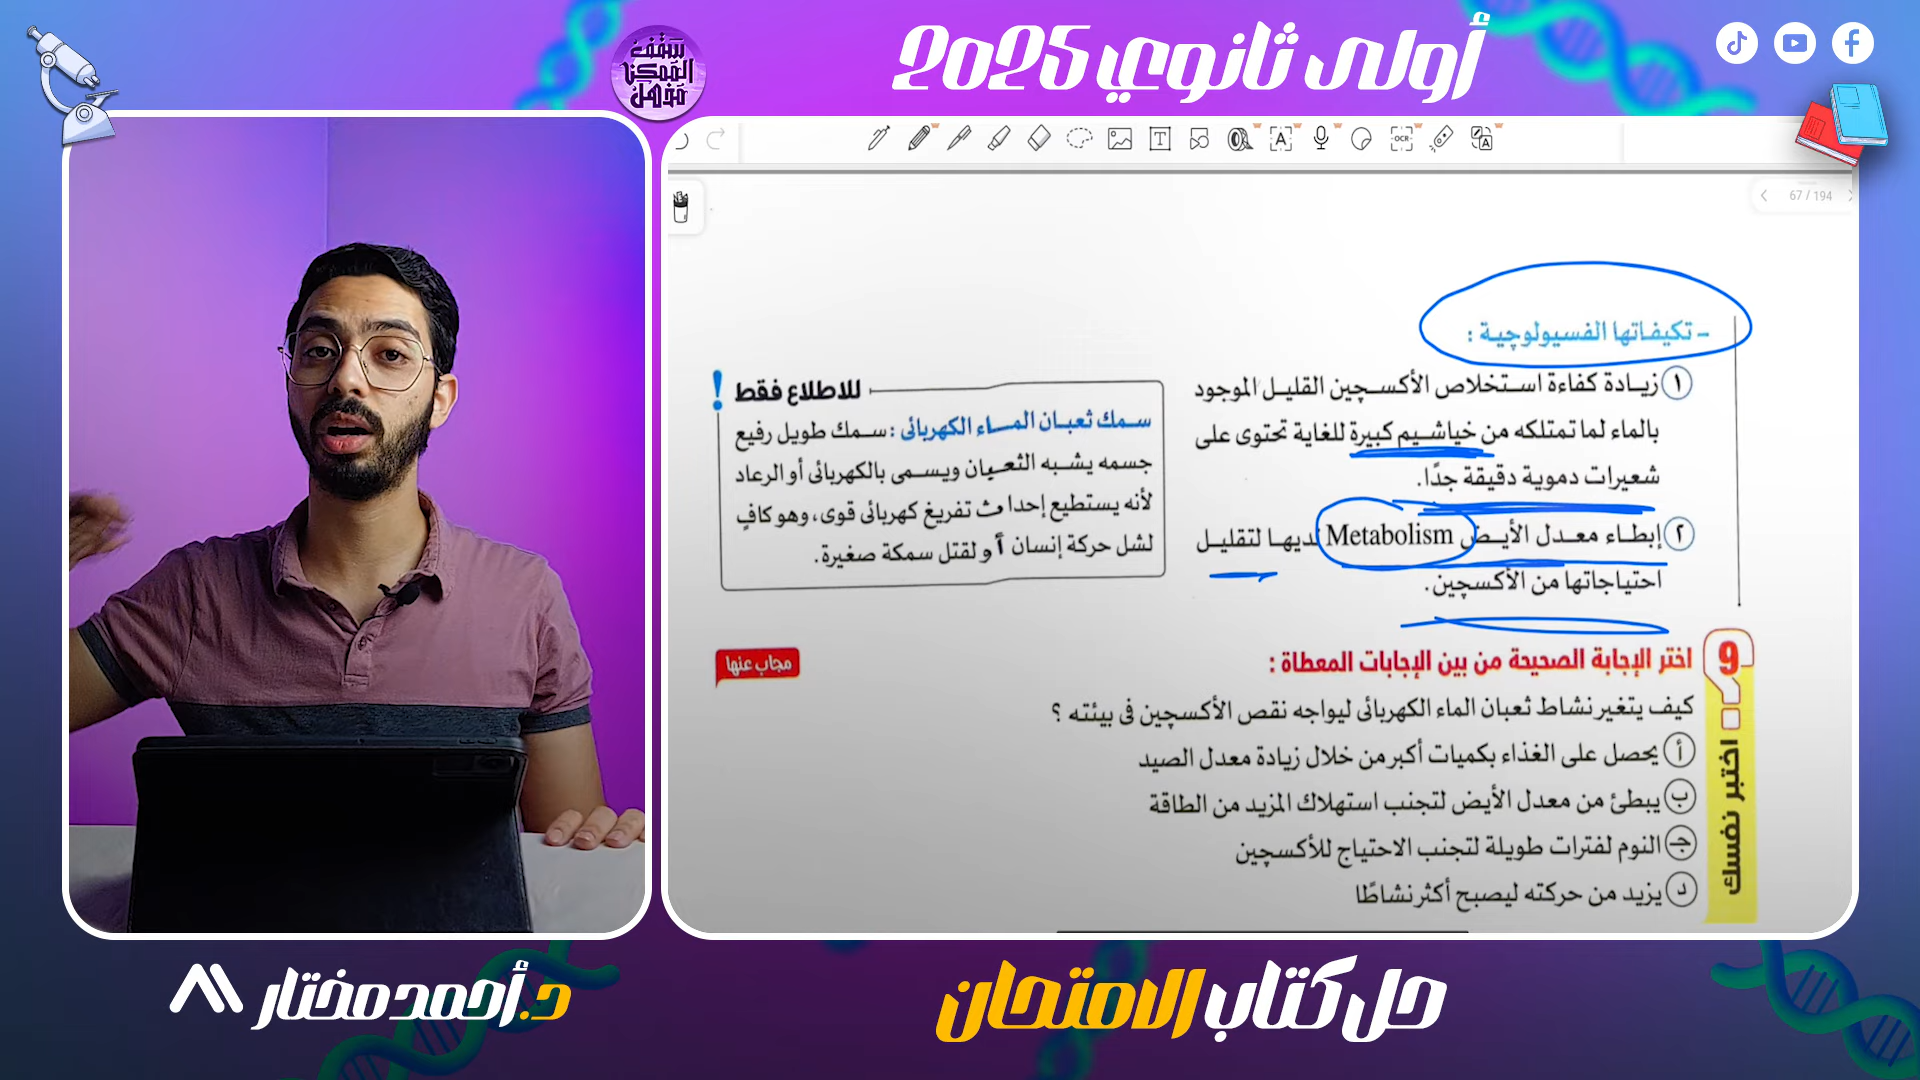 أولى ثانوي 2025
سقف
الممكن
مذهل
67 / 194
- تكيفاتها الفسيولوچية :
١ زيادة كفاءة استخلاص الأكسچين القليل الموجود
بالماء لما تمتلكه من خياشيم كبيرة للغاية تحتوى على
شعيرات دموية دقيقة جدًا.
٢ إبطاء معدل الأيض Metabolism لديها لتقليل
احتياجاتها من الأكسچين.
للاطلاع فقط !
سمك ثعبان الماء الكهربائى : سمك طويل رفيع
جسمه يشبه الثعبان ويسمى بالكهربائى أو الرعاد
لأنه يستطيع إحداث تفريغ كهربائى قوى، وهو كافٍ
لشل حركة إنسان أو لقتل سمكة صغيرة.
9 اختبر نفسك
اختر الإجابة الصحيحة من بين الإجابات المعطاة :
مجاب عنها
كيف يتغير نشاط ثعبان الماء الكهربائى ليواجه نقص الأكسچين فى بيئته ؟
أ يحصل على الغذاء بكميات أكبر من خلال زيادة معدل الصيد
ب يبطئ من معدل الأيض لتجنب استهلاك المزيد من الطاقة
ج النوم لفترات طويلة لتجنب الاحتياج للأكسچين
د يزيد من حركته ليصبح أكثر نشاطًا
د. أحمد مختار
حل كتاب الامتحان